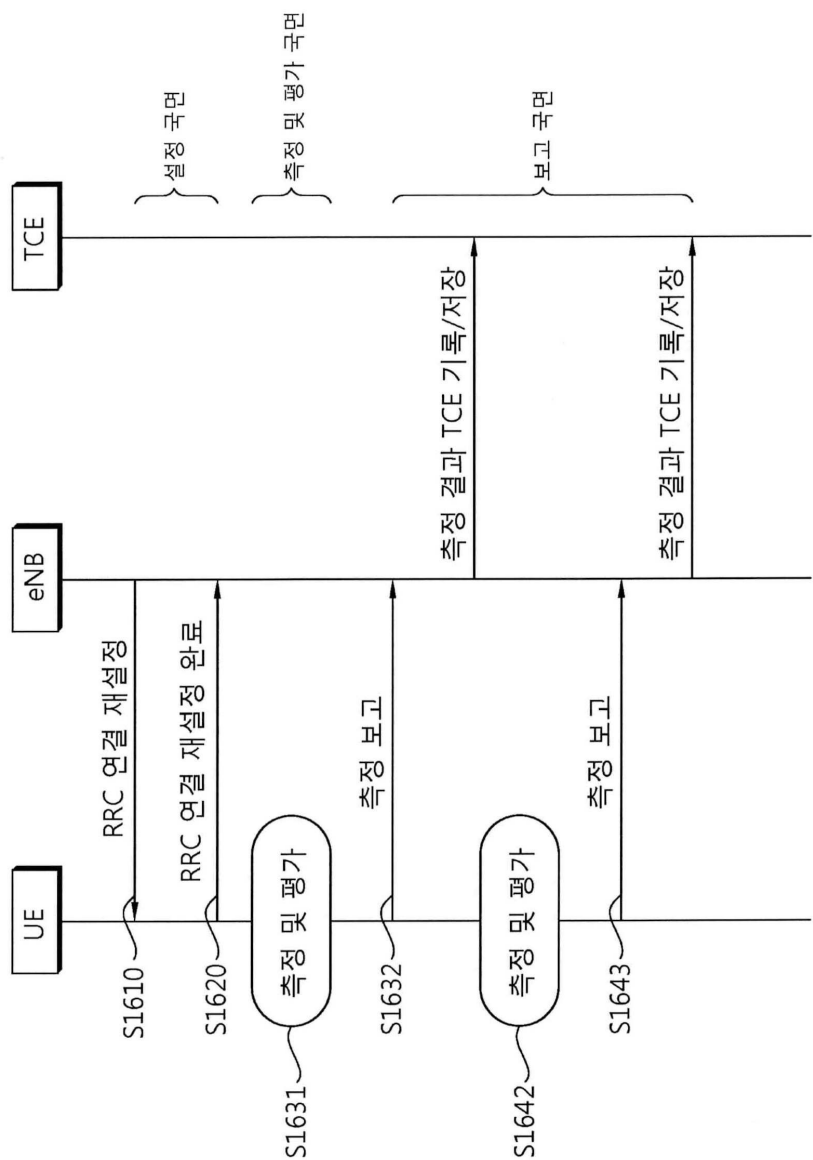 UE
eNB
TCE
S1610
RRC 연결 재설정
설정 국면
S1620
RRC 연결 재설정 완료
S1631
측정 및 평가
측정 및 평가 국면
S1632
측정 보고
보고 국면
측정 결과 TCE 기록/저장
S1642
측정 및 평가
S1643
측정 보고
측정 결과 TCE 기록/저장